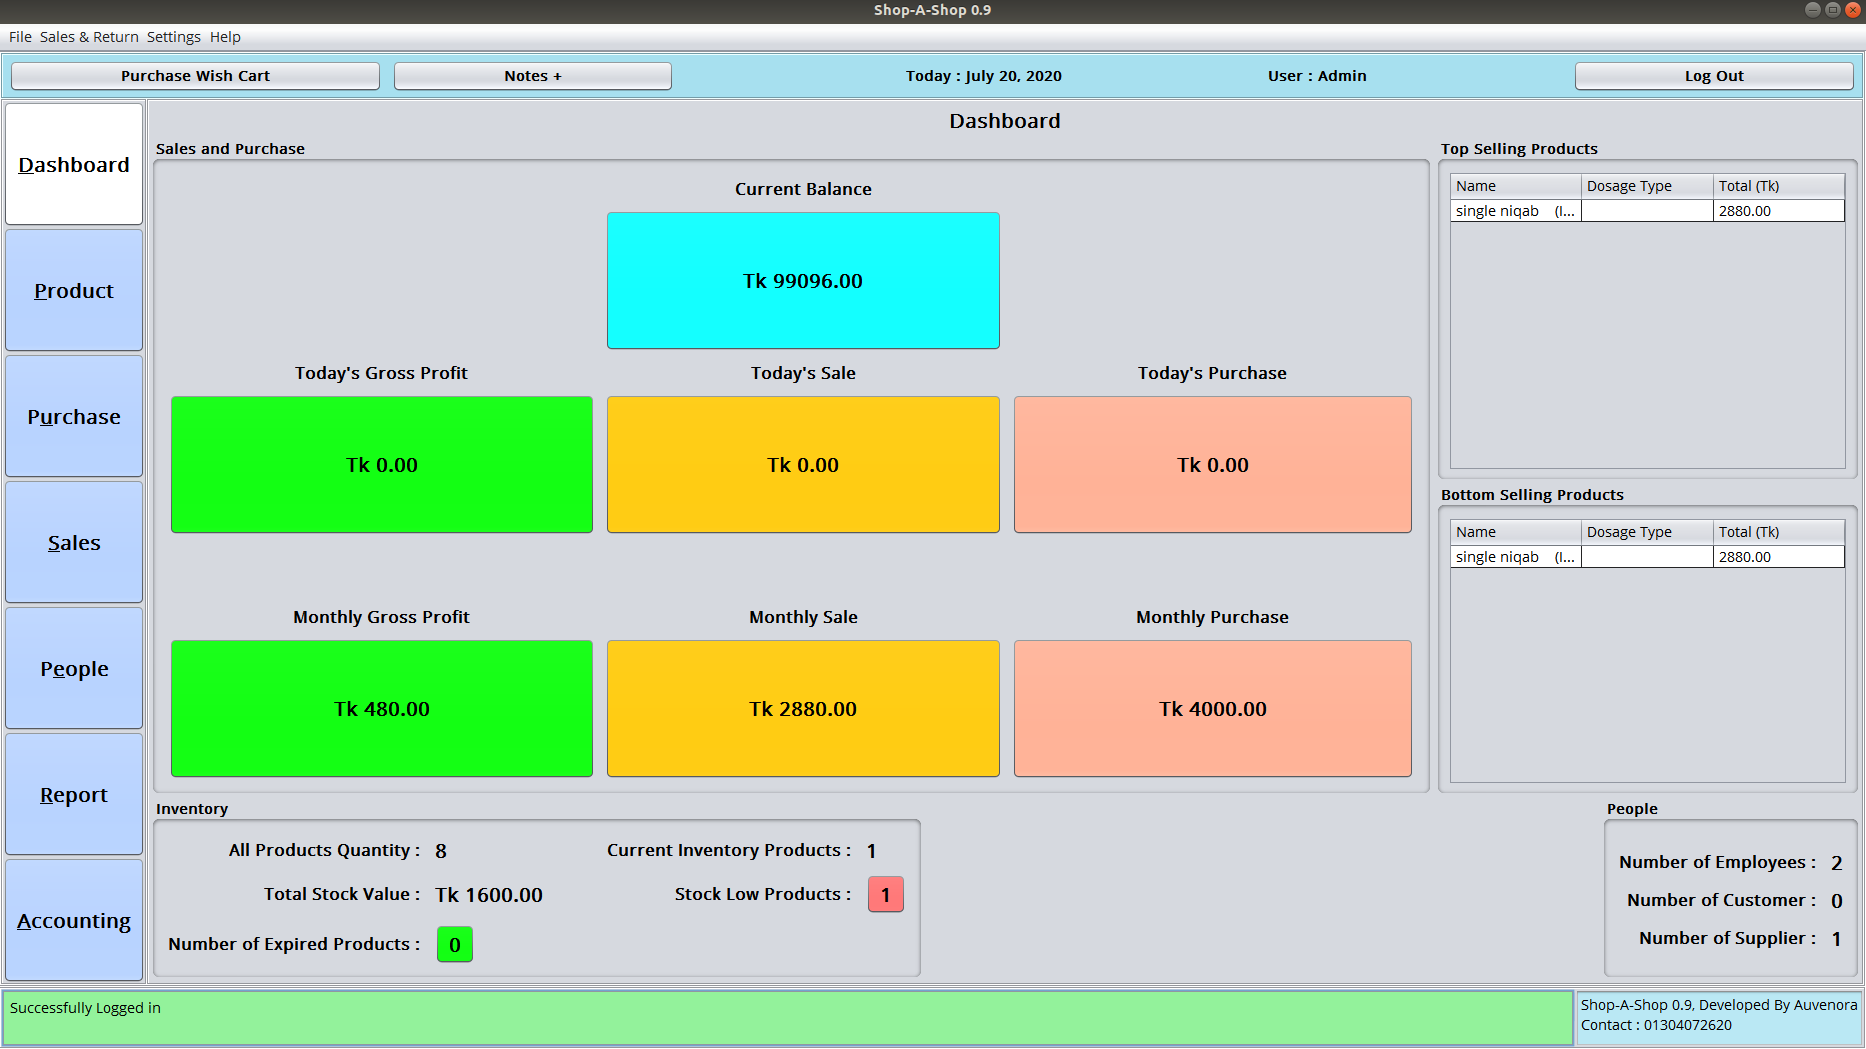 Shop-A-Shop 0.9
File Sales & Return Settings Help
Purchase Wish Cart Notes + Today : July 20, 2020 User : Admin Log Out
Dashboard
Product
Purchase
Sales
People
Report
Accounting
Dashboard
Sales and Purchase
Current Balance
Tk 99096.00
Today's Gross Profit Today's Sale Today's Purchase
Tk 0.00 Tk 0.00 Tk 0.00
Monthly Gross Profit Monthly Sale Monthly Purchase
Tk 480.00 Tk 2880.00 Tk 4000.00
Top Selling Products
Name Dosage Type Total (Tk)
single niqab (I... 2880.00
Bottom Selling Products
Name Dosage Type Total (Tk)
single niqab (I... 2880.00
Inventory
All Products Quantity : 8 Current Inventory Products : 1
Total Stock Value : Tk 1600.00 Stock Low Products : 1
Number of Expired Products : 0
People
Number of Employees : 2
Number of Customer : 0
Number of Supplier : 1
Successfully Logged in
Shop-A-Shop 0.9, Developed By Auvenora
Contact : 01304072620